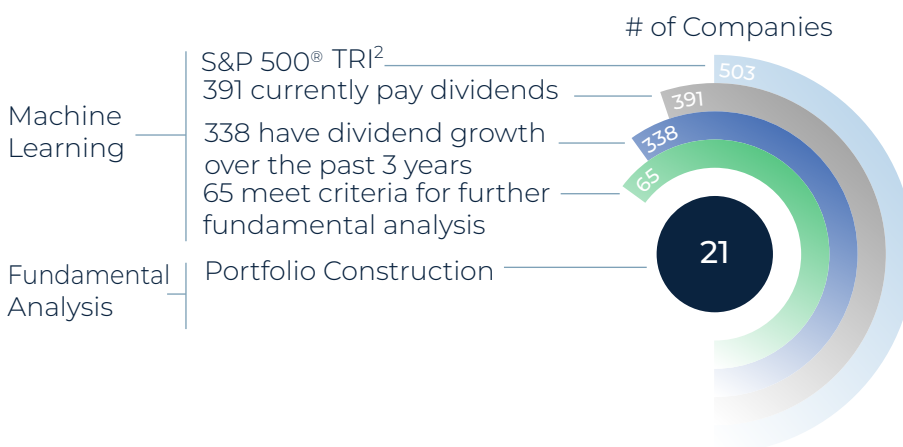 # of Companies
S&P 500® TRI²
503
391 currently pay dividends
391
Machine
Learning
338 have dividend growth
over the past 3 years
338
65 meet criteria for further
fundamental analysis
65
21
Fundamental
Analysis
Portfolio Construction